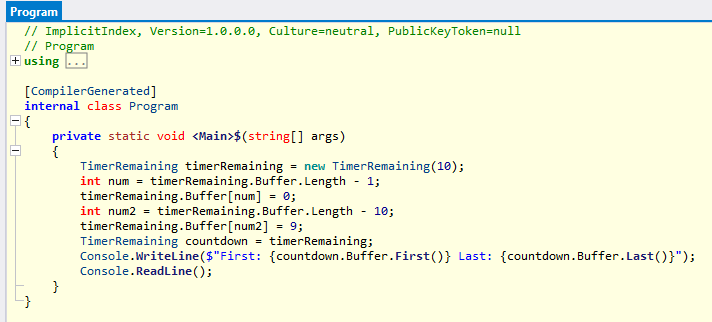 Program
// ImplicitIndex, Version=1.0.0.0, Culture=neutral, PublicKeyToken=null
// Program
using ...
[CompilerGenerated]
internal class Program
{
    private static void <Main>$(string[] args)
    {
        TimerRemaining timerRemaining = new TimerRemaining(10);
        int num = timerRemaining.Buffer.Length - 1;
        timerRemaining.Buffer[num] = 0;
        int num2 = timerRemaining.Buffer.Length - 10;
        timerRemaining.Buffer[num2] = 9;
        TimerRemaining countdown = timerRemaining;
        Console.WriteLine($"First: {countdown.Buffer.First()} Last: {countdown.Buffer.Last()}");
        Console.ReadLine();
    }
}